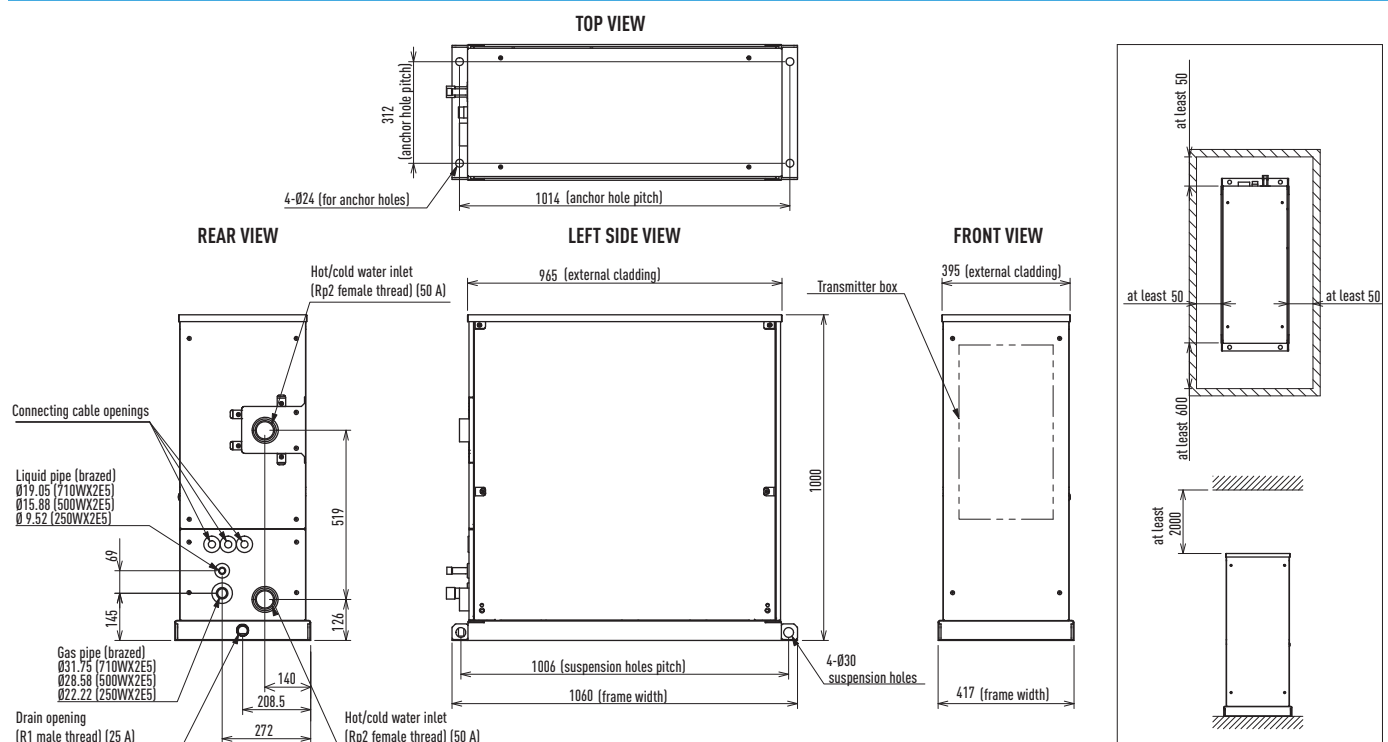 TOP VIEW
312
(anchor hole pitch)
4-Ø24 (for anchor holes)
1014 (anchor hole pitch)
REAR VIEW
Hot/cold water inlet
(Rp2 female thread) (50 A)
Connecting cable openings
Liquid pipe (brazed)
Ø19.05 (710WX2E5)
Ø15.88 (500WX2E5)
Ø 9.52 (250WX2E5)
69
145
519
126
Gas pipe (brazed)
Ø31.75 (710WX2E5)
Ø28.58 (500WX2E5)
Ø22.22 (250WX2E5)
140
208.5
272
Drain opening
(R1 male thread) (25 A)
Hot/cold water inlet
(Rp2 female thread) (50 A)
LEFT SIDE VIEW
965 (external cladding)
1000
1006 (suspension holes pitch)
1060 (frame width)
4-Ø30
suspension holes
FRONT VIEW
395 (external cladding)
Transmitter box
417 (frame width)
at least 50
at least 50
at least 50
at least 600
at least
2000